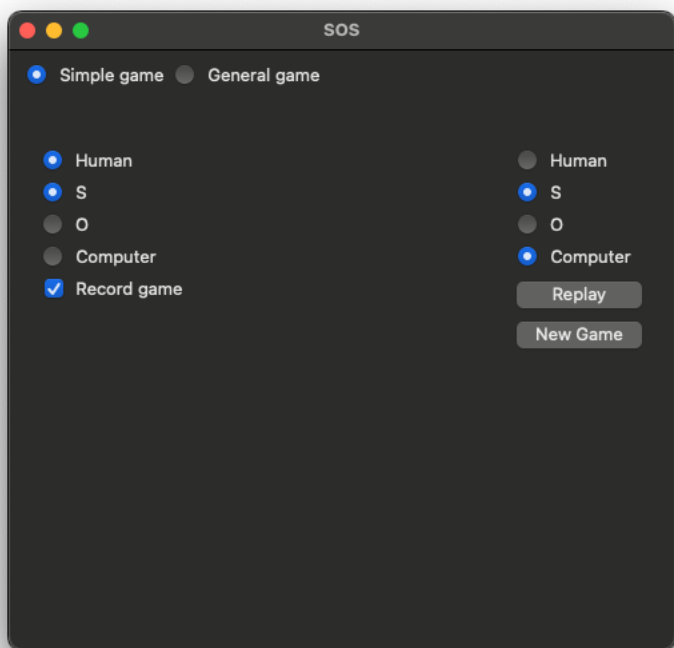 SOS
Simple game General game
Human Human
S S
O O
Computer Computer
Record game Replay
New Game